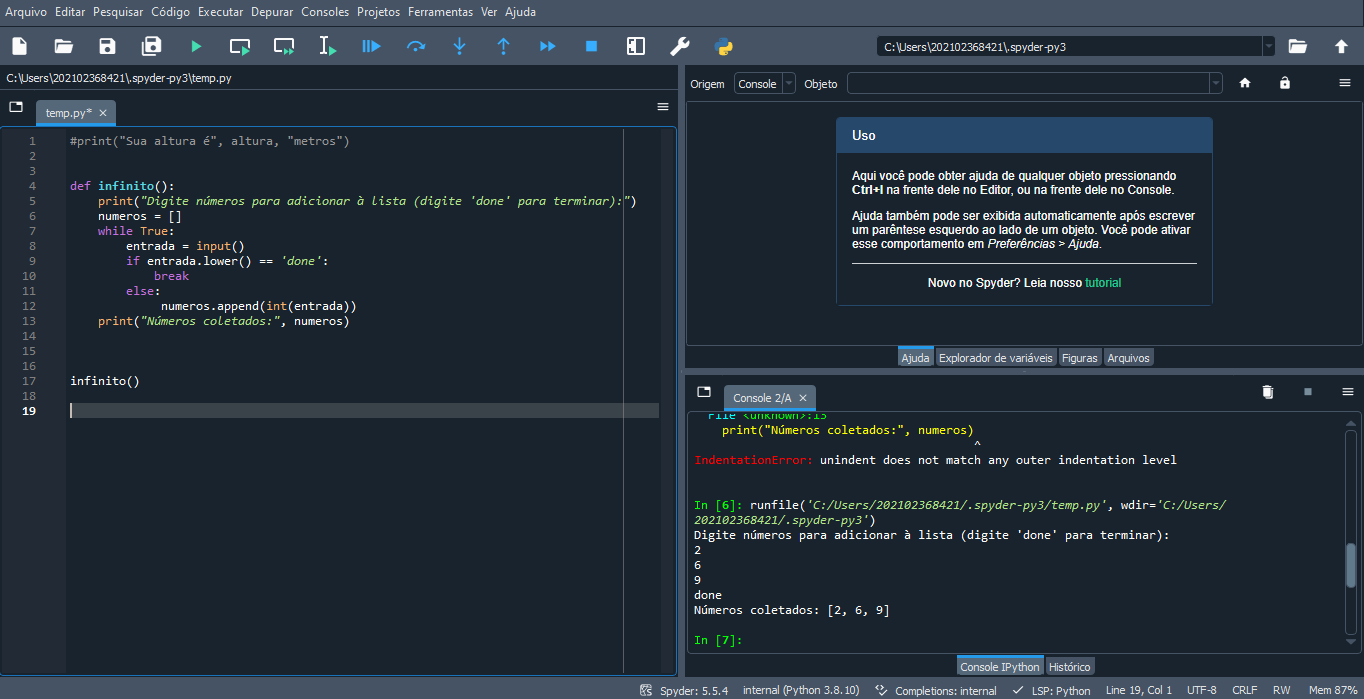 Arquivo Editar Pesquisar Código Executar Depurar Consoles Projetos Ferramentas Ver Ajuda
C:\Users\202102368421\.spyder-py3
C:\Users\202102368421\.spyder-py3\temp.py
temp.py*
1 #print("Sua altura é", altura, "metros")
2
3
4 def infinito():
5 print("Digite números para adicionar à lista (digite 'done' para terminar):")
6 numeros = []
7 while True:
8 entrada = input()
9 if entrada.lower() == 'done':
10 break
11 else:
12 numeros.append(int(entrada))
13 print("Números coletados:", numeros)
14
15
16
17 infinito()
18
19
Origem Console Objeto
Uso
Aqui você pode obter ajuda de qualquer objeto pressionando
Ctrl+I na frente dele no Editor, ou na frente dele no Console.
Ajuda também pode ser exibida automaticamente após escrever
um parêntese esquerdo ao lado de um objeto. Você pode ativar
esse comportamento em Preferências > Ajuda.
Novo no Spyder? Leia nosso tutorial
Ajuda Explorador de variáveis Figuras Arquivos
Console 2/A
File <unknown>:13
print("Números coletados:", numeros)
^
IndentationError: unindent does not match any outer indentation level
In [6]: runfile('C:/Users/202102368421/.spyder-py3/temp.py', wdir='C:/Users/
202102368421/.spyder-py3')
Digite números para adicionar à lista (digite 'done' para terminar):
2
6
9
done
Números coletados: [2, 6, 9]
In [7]:
Console IPython Histórico
Spyder: 5.5.4 internal (Python 3.8.10) Completions: internal LSP: Python Line 19, Col 1 UTF-8 CRLF RW Mem 87%